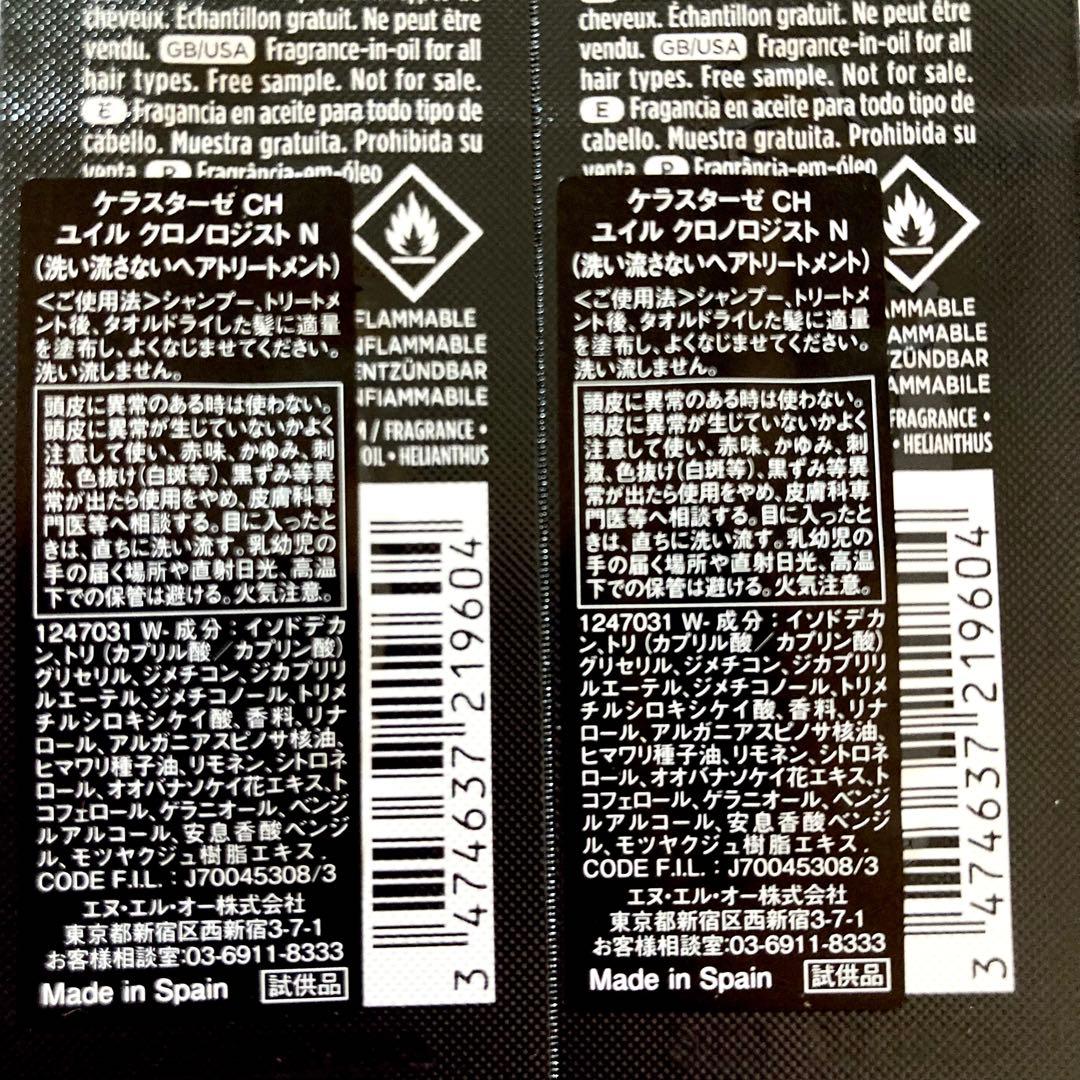 cheveux. Échantillon gratuit. Ne peut être
vendu. GB/USA Fragrance-in-oil for all
hair types. Free sample. Not for sale.
E Fragancia en aceite para todo tipo de
cabello. Muestra gratuita. Prohibida su
venta P Fragrância-em-óleo
ケラスターゼ CH
ユイル クロノロジスト N
(洗い流さないヘアトリートメント)
<ご使用法>シャンプー、トリートメ
ント後、タオルドライした髪に適量
を塗布し、よくなじませてください。
洗い流しません。
頭皮に異常のある時は使わない。
頭皮に異常が生じていないかよく
注意して使い、赤味、かゆみ、刺
激、色抜け(白斑等)、黒ずみ等異
常が出たら使用をやめ、皮膚科専
門医等へ相談する。目に入ったと
きは、直ちに洗い流す。乳幼児の
手の届く場所や直射日光、高温
下での保管は避ける。火気注意。
1247031 W- 成分：イソドデカ
ン、トリ(カプリル酸／カプリン酸)
グリセリル、ジメチコン、ジカプリリ
ルエーテル、ジメチコノール、トリメ
チルシロキシケイ酸、香料、リナ
ロール、アルガニアスピノサ核油、
ヒマワリ種子油、リモネン、シトロネ
ロール、オオバナソケイ花エキス、ト
コフェロール、ゲラニオール、ベンジ
ルアルコール、安息香酸ベンジ
ル、モツヤクジュ樹脂エキス.
CODE F.I.L. : J70045308/3
エヌ・エル・オー株式会社
東京都新宿区西新宿3-7-1
お客様相談室:03-6911-8333
Made in Spain 試供品
FLAMMABLE
NFLAMMABLE
ENTZÜNDBAR
NFIAMMABILE
/ FRAGRANCE •
OIL • HELIANTHUS
3 474637 219604
cheveux. Échantillon gratuit. Ne peut être
vendu. GB/USA Fragrance-in-oil for all
hair types. Free sample. Not for sale.
E Fragancia en aceite para todo tipo de
cabello. Muestra gratuita. Prohibida su
venta P Fragrância-em-óleo
ケラスターゼ CH
ユイル クロノロジスト N
(洗い流さないヘアトリートメント)
<ご使用法>シャンプー、トリートメ
ント後、タオルドライした髪に適量
を塗布し、よくなじませてください。
洗い流しません。
頭皮に異常のある時は使わない。
頭皮に異常が生じていないかよく
注意して使い、赤味、かゆみ、刺
激、色抜け(白斑等)、黒ずみ等異
常が出たら使用をやめ、皮膚科専
門医等へ相談する。目に入ったと
きは、直ちに洗い流す。乳幼児の
手の届く場所や直射日光、高温
下での保管は避ける。火気注意。
1247031 W- 成分：イソドデカ
ン、トリ(カプリル酸／カプリン酸)
グリセリル、ジメチコン、ジカプリリ
ルエーテル、ジメチコノール、トリメ
チルシロキシケイ酸、香料、リナ
ロール、アルガニアスピノサ核油、
ヒマワリ種子油、リモネン、シトロネ
ロール、オオバナソケイ花エキス、ト
コフェロール、ゲラニオール、ベンジ
ルアルコール、安息香酸ベンジ
ル、モツヤクジュ樹脂エキス.
CODE F.I.L. : J70045308/3
エヌ・エル・オー株式会社
東京都新宿区西新宿3-7-1
お客様相談室:03-6911-8333
Made in Spain 試供品
AMMABLE
AMMABLE
ZÜNDBAR
AMMABILE
FRAGRANCE •
• HELIANTHUS
3 474637 219604